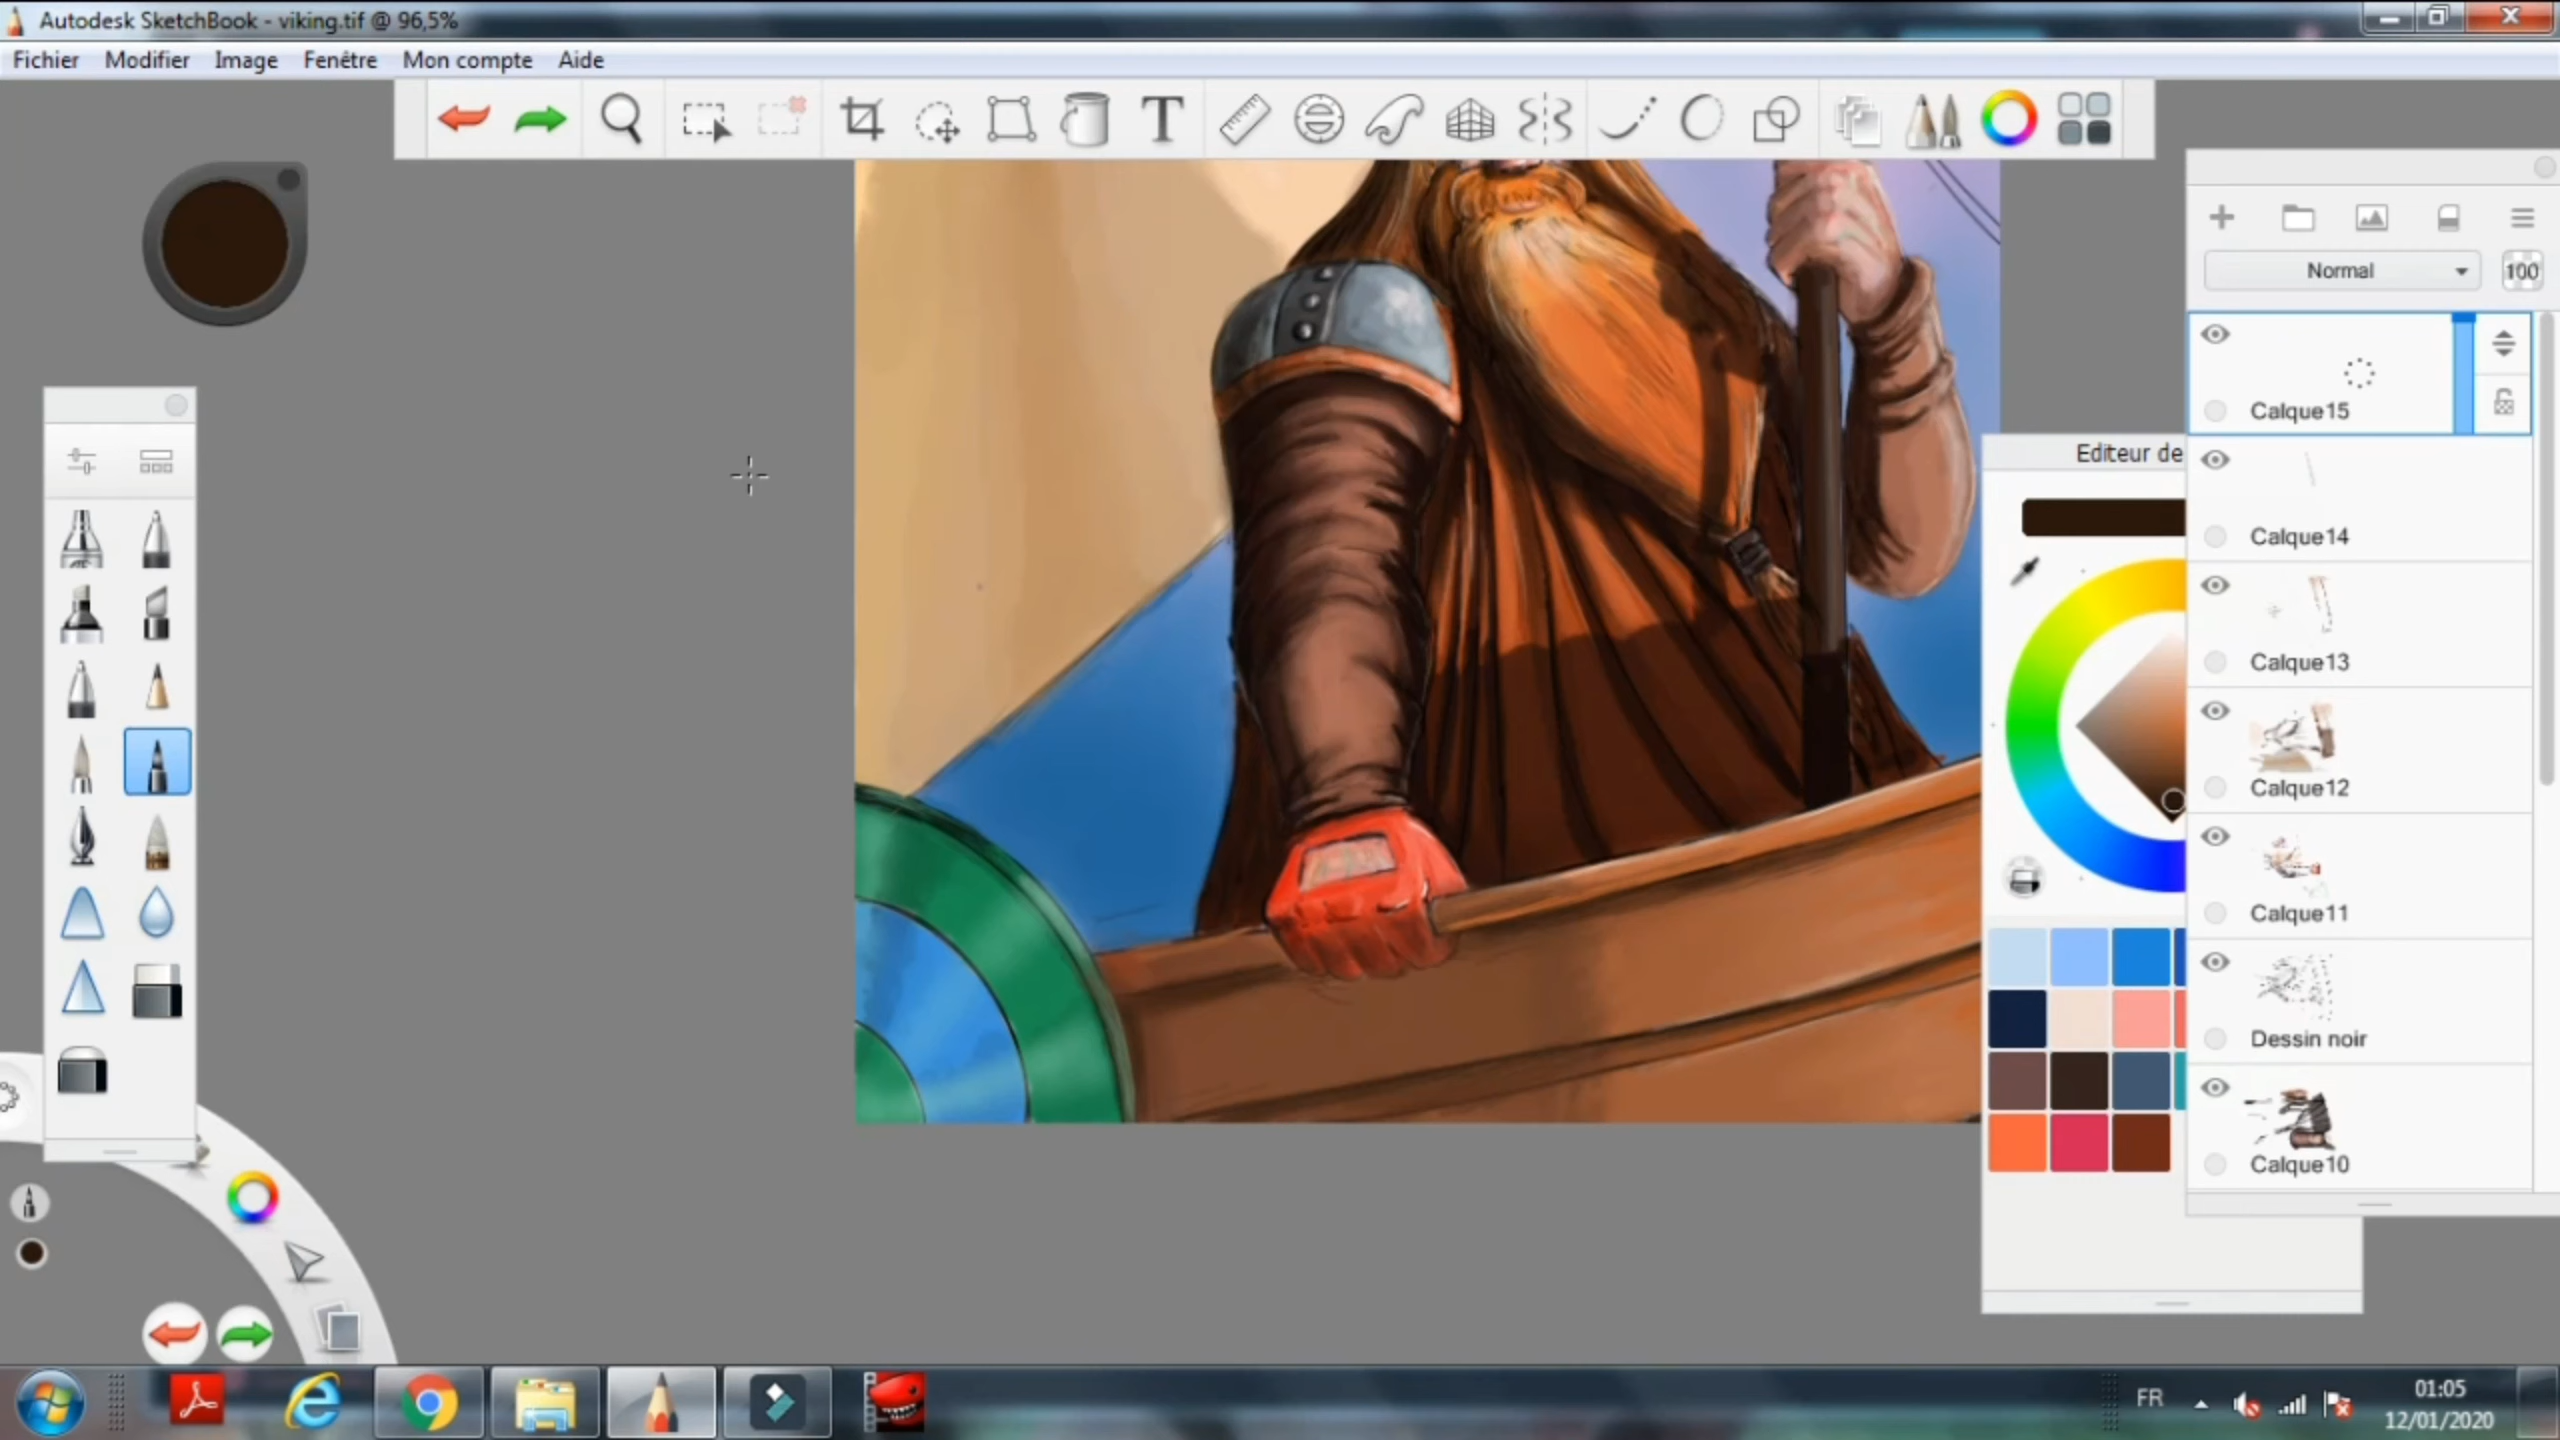 Autodesk SketchBook - viking.tif @ 96,5%
Fichier Modifier Image Fenêtre Mon compte Aide
T
Normal 100
Calque15
Editeur de
Calque14
Calque13
Calque12
Calque11
Dessin noir
Calque10
FR
01:05
12/01/2020